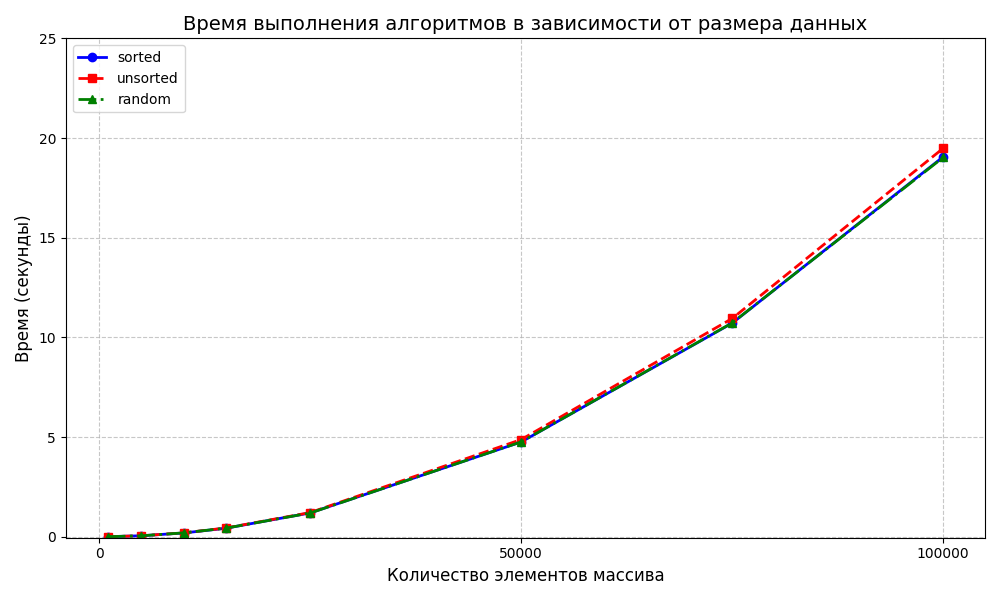 Время выполнения алгоритмов в зависимости от размера данных
25
20
15
10
5
0
sorted
unsorted
random
Время (секунды)
0
50000
100000
Количество элементов массива